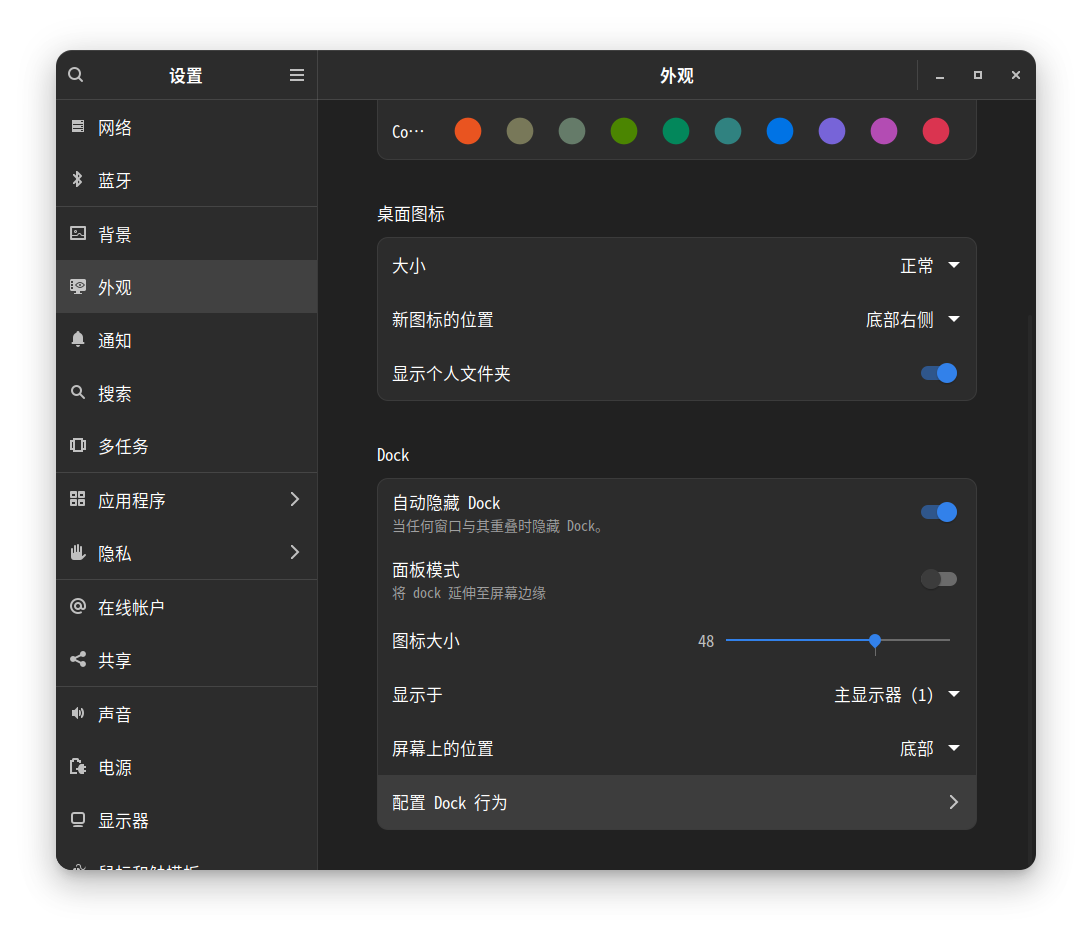 设置
外观
网络
蓝牙
背景
外观
通知
搜索
多任务
应用程序
隐私
在线帐户
共享
声音
电源
显示器
鼠标和触摸板
Co…
桌面图标
大小
正常
新图标的位置
底部右侧
显示个人文件夹
Dock
自动隐藏 Dock
当任何窗口与其重叠时隐藏 Dock。
面板模式
将 dock 延伸至屏幕边缘
图标大小
48
显示于
主显示器 (1)
屏幕上的位置
底部
配置 Dock 行为